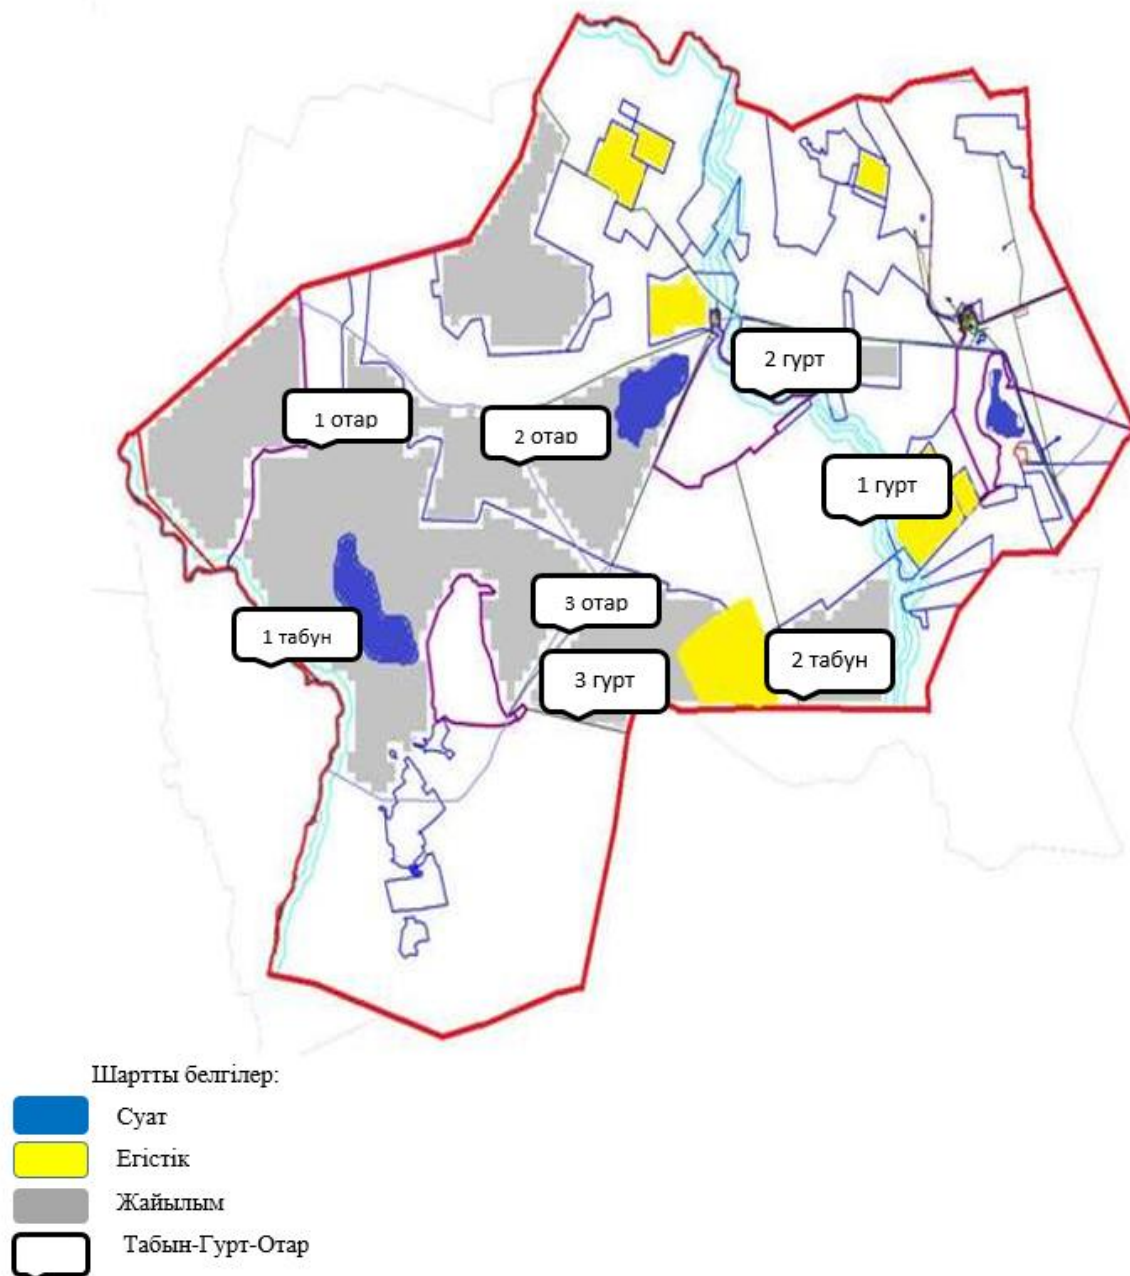 2 гурт
1 отар
2 отар
1 гурт
3 отар
1 табун
2 табун
3 гурт
Шартты белгілер:
Суат
Егістік
Жайылым
Табын-Гурт-Отар